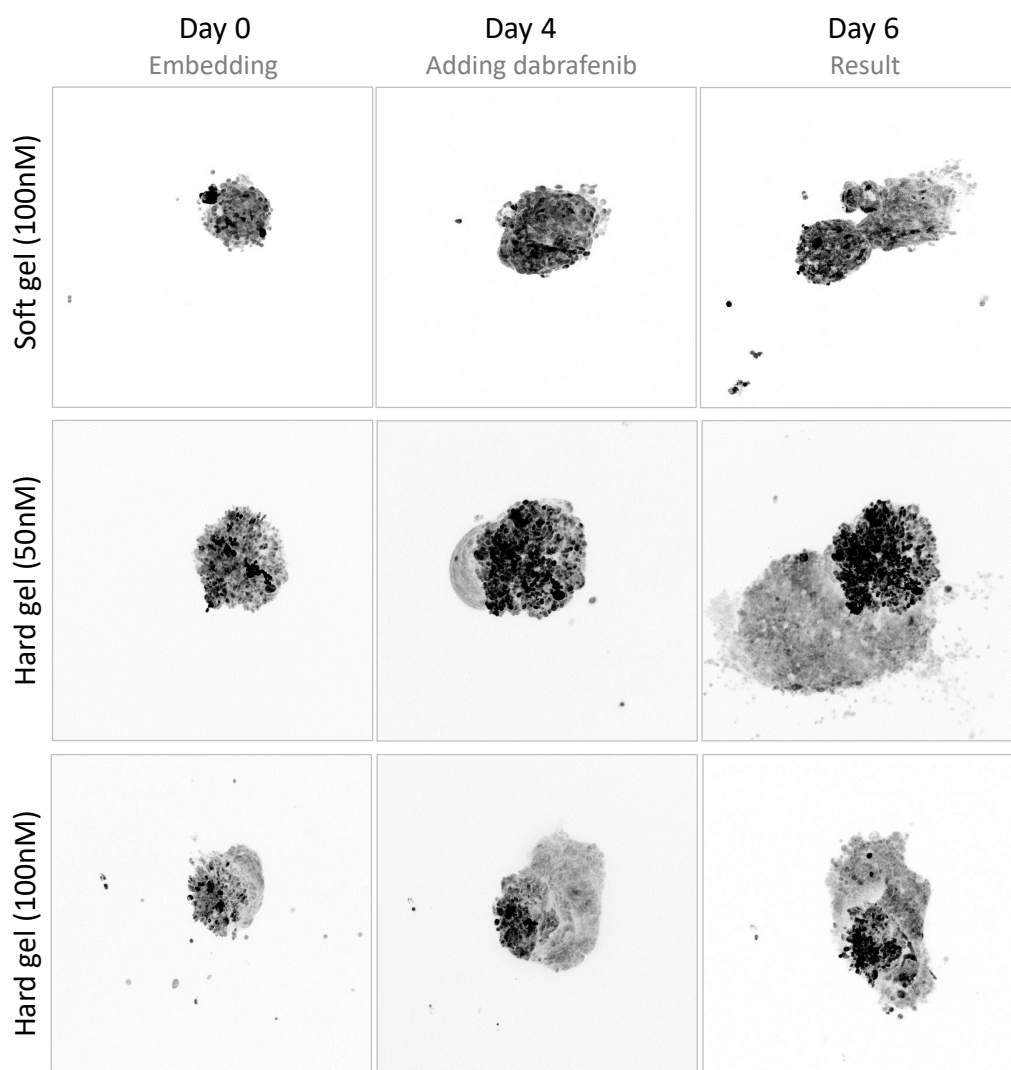 Day 0
Embedding
Day 4
Adding dabrafenib
Day 6
Result
Soft gel (100nM)
Hard gel (50nM)
Hard gel (100nM)